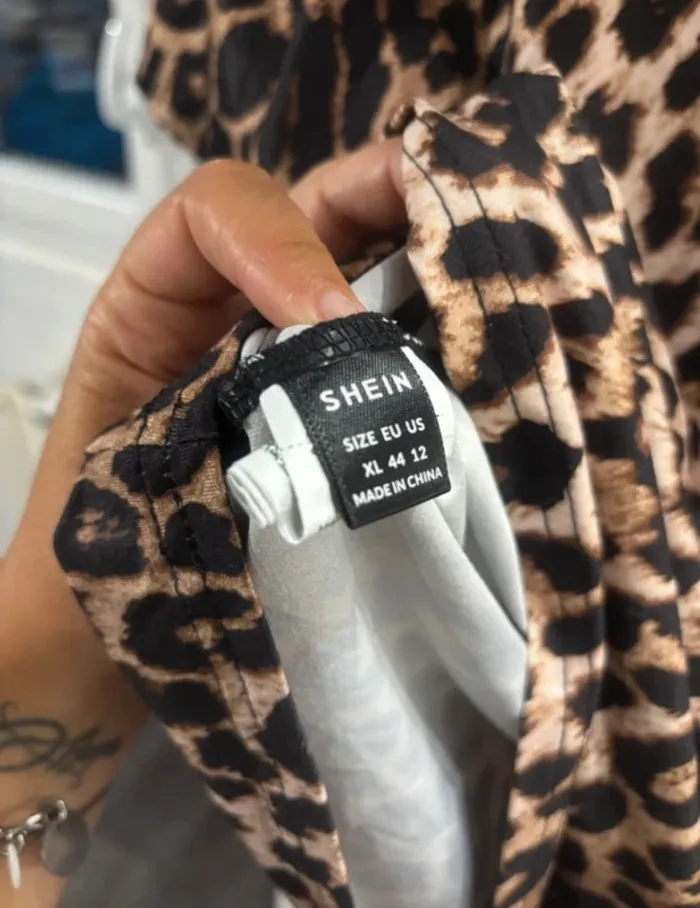 SHEIN
SIZE EU US
XL 44 12
MADE IN CHINA